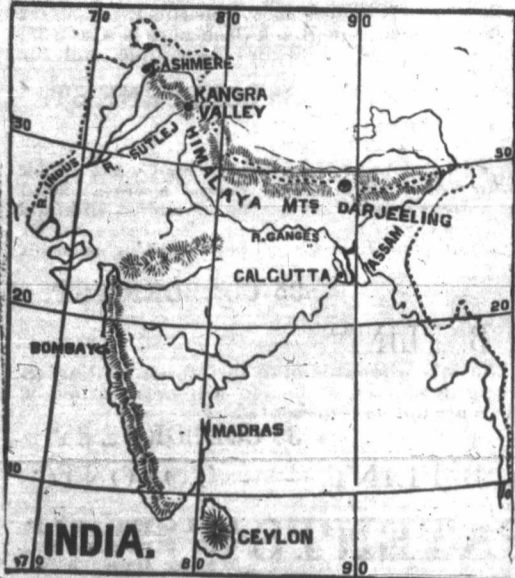 70
80
90
CASHMERE
KANGRA
VALLEY
30
30
R. INDUS
R. SUTLEJ
HIMALAYA MTS
DARJEELING
R.GANGES
ASSAM
CALCUTTA
20
20
BOMBAY
MADRAS
10
10
INDIA.
CEYLON
70
80
90